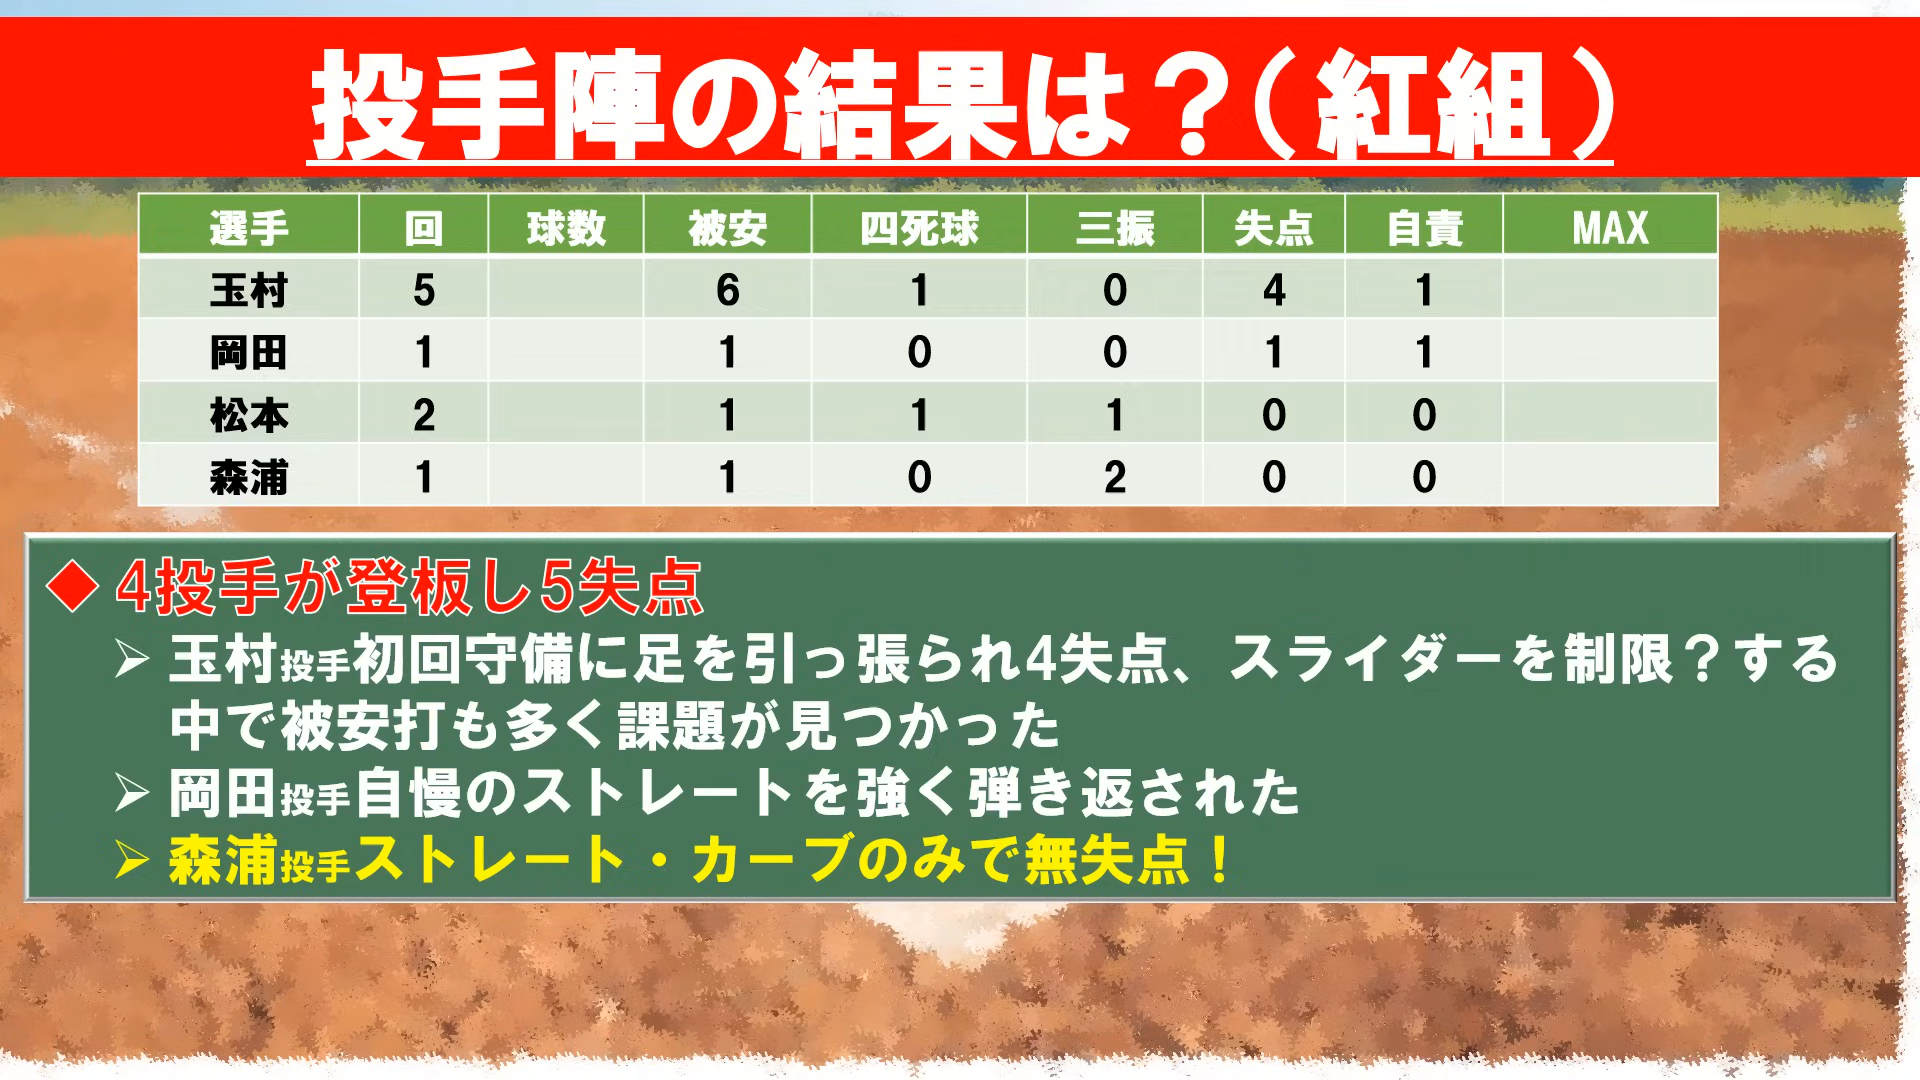 投手陣の結果は？（紅組）
選手 回 球数 被安 四死球 三振 失点 自責 MAX
玉村 5 6 1 0 4 1
岡田 1 1 0 0 1 1
松本 2 1 1 1 0 0
森浦 1 1 0 2 0 0
◆4投手が登板し5失点
➢玉村投手初回守備に足を引っ張られ4失点、スライダーを制限？する
中で被安打も多く課題が見つかった
➢岡田投手自慢のストレートを強く弾き返された
➢森浦投手ストレート・カーブのみで無失点！